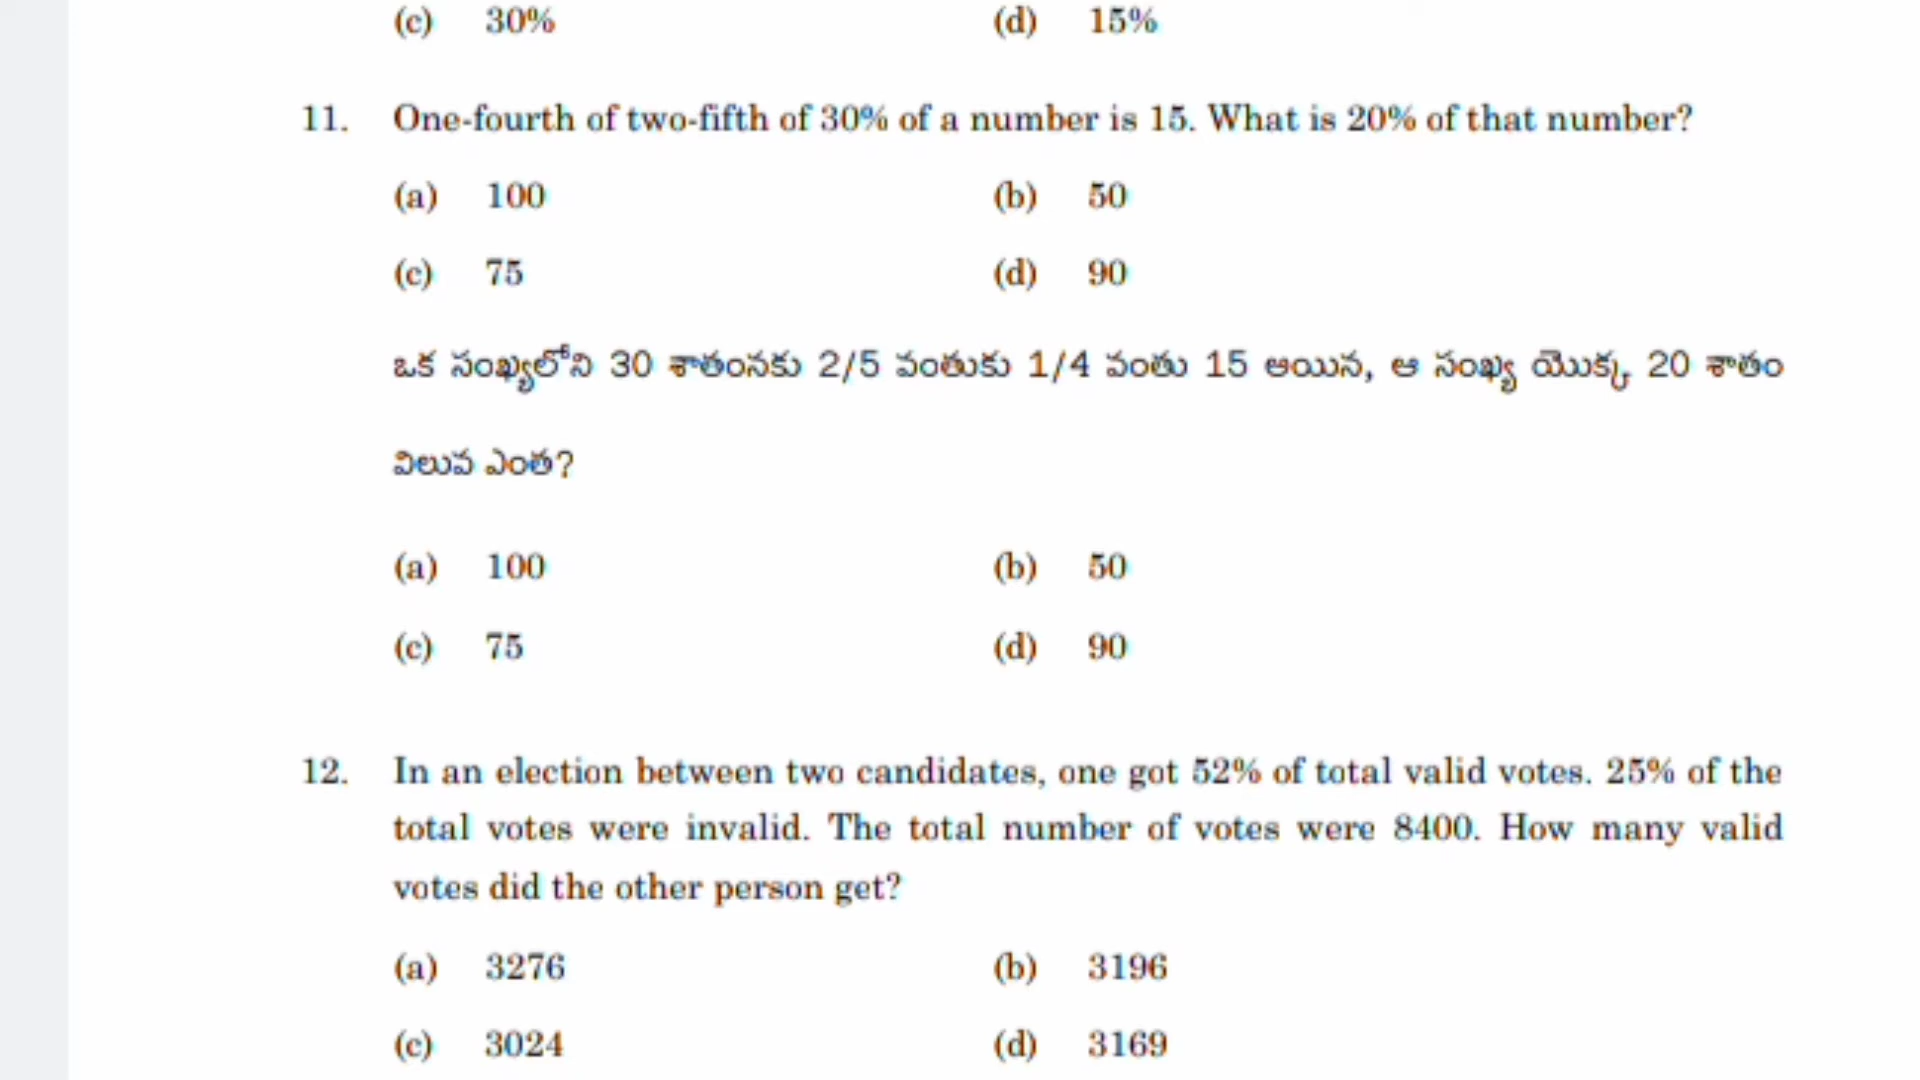 (c) 30% (d) 15%
11. One-fourth of two-fifth of 30% of a number is 15. What is 20% of that number?
(a) 100 (b) 50
(c) 75 (d) 90
ఒక సంఖ్యలోని 30 శాతంనకు 2/5 వంతుకు 1/4 వంతు 15 అయిన, ఆ సంఖ్య యొక్క 20 శాతం
విలువ ఎంత?
(a) 100 (b) 50
(c) 75 (d) 90
12. In an election between two candidates, one got 52% of total valid votes. 25% of the
total votes were invalid. The total number of votes were 8400. How many valid
votes did the other person get?
(a) 3276 (b) 3196
(c) 3024 (d) 3169